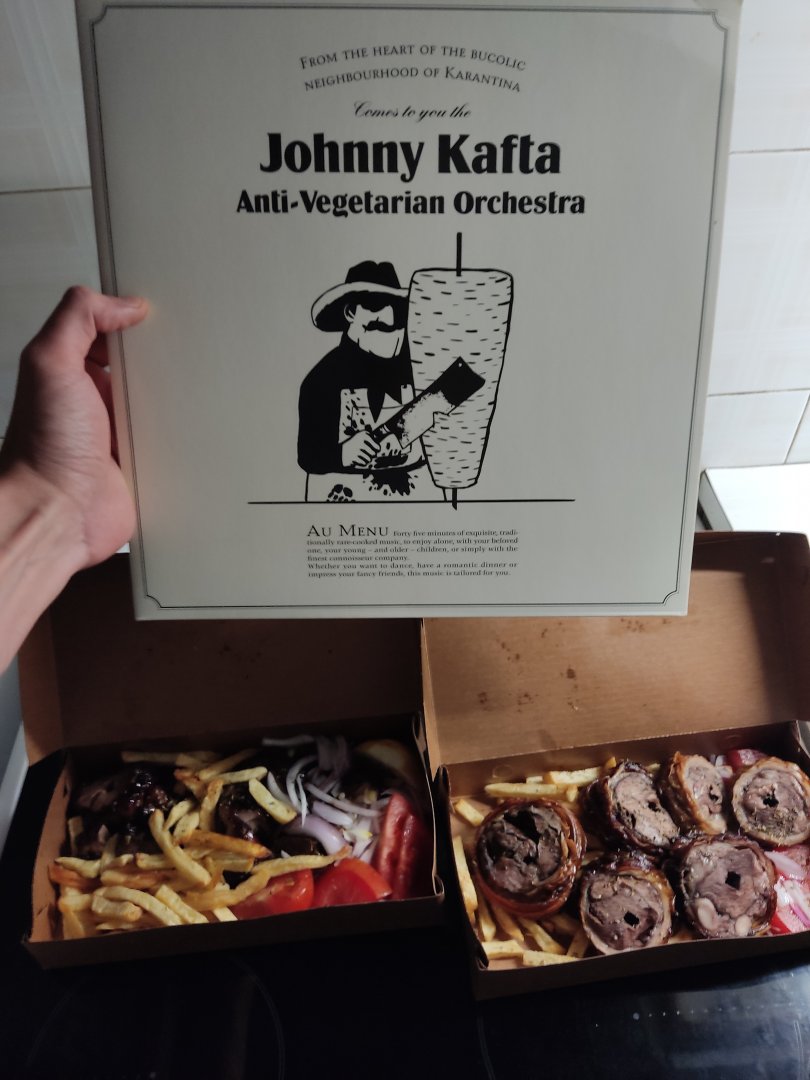 From the heart of the bucolic
neighbourhood of Karantina
Comes to you the
Johnny Kafta
Anti-Vegetarian Orchestra
Au Menu forty five minutes of exquisite, tradi-
tionally rare-cooked music, to enjoy alone, with your beloved
one, your young – and older – children, or simply with the
finest connoisseur company.
Whether you want to dance, have a romantic dinner or
impress your fancy friends, this music is tailored for you.